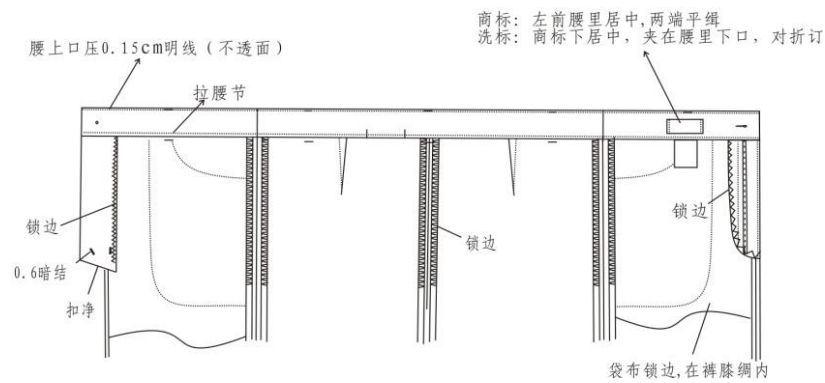 商标：左前腰里居中,两端平缉
洗标：商标下居中，夹在腰里下口，对折订
腰上口压0.15cm明线（不透面）
拉腰节
锁边
锁边
锁边
0.6暗结
扣净
袋布锁边,在裤膝绸内